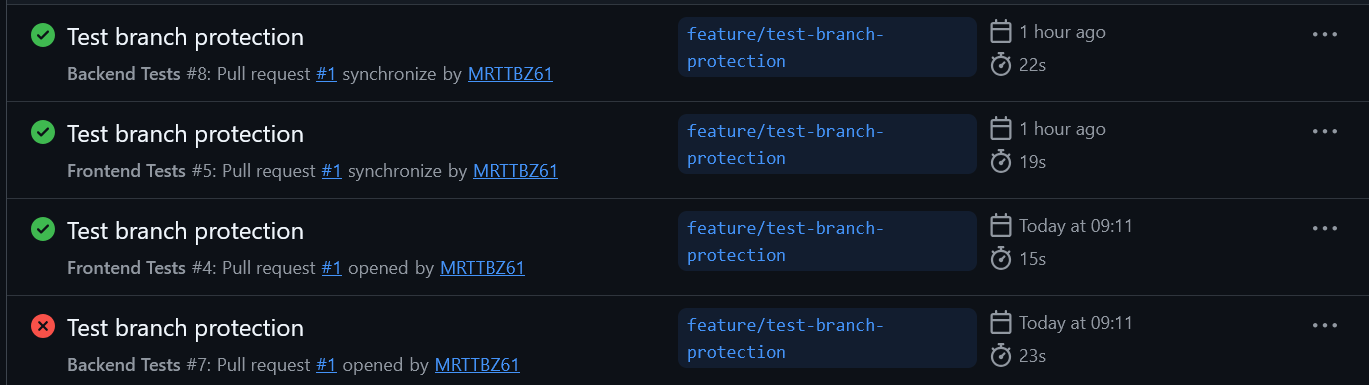 Test branch protection
Backend Tests #8: Pull request #1 synchronize by MRTTBZ61
feature/test-branch-
protection
1 hour ago
22s
Test branch protection
Frontend Tests #5: Pull request #1 synchronize by MRTTBZ61
feature/test-branch-
protection
1 hour ago
19s
Test branch protection
Frontend Tests #4: Pull request #1 opened by MRTTBZ61
feature/test-branch-
protection
Today at 09:11
15s
Test branch protection
Backend Tests #7: Pull request #1 opened by MRTTBZ61
feature/test-branch-
protection
Today at 09:11
23s